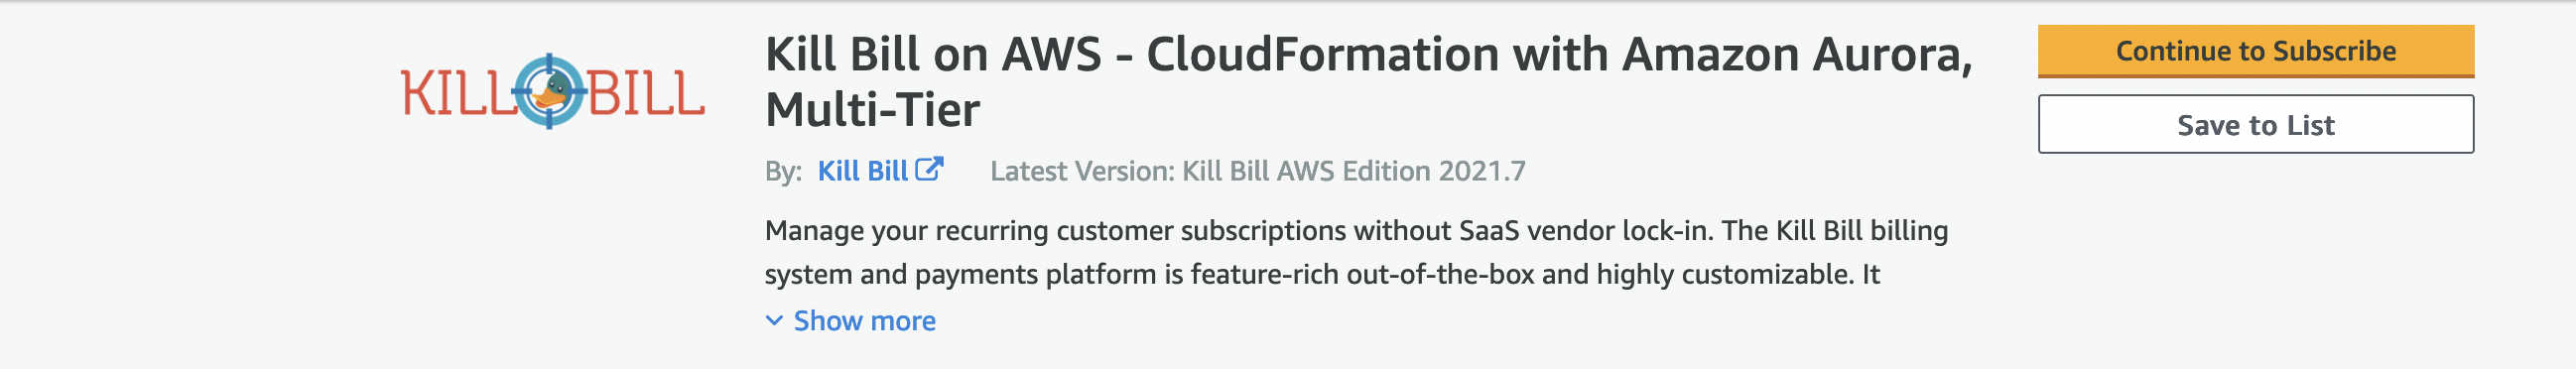 KILL BILL
Kill Bill on AWS - CloudFormation with Amazon Aurora,
Multi-Tier
By: Kill Bill Latest Version: Kill Bill AWS Edition 2021.7
Manage your recurring customer subscriptions without SaaS vendor lock-in. The Kill Bill billing
system and payments platform is feature-rich out-of-the-box and highly customizable. It
Show more
Continue to Subscribe
Save to List